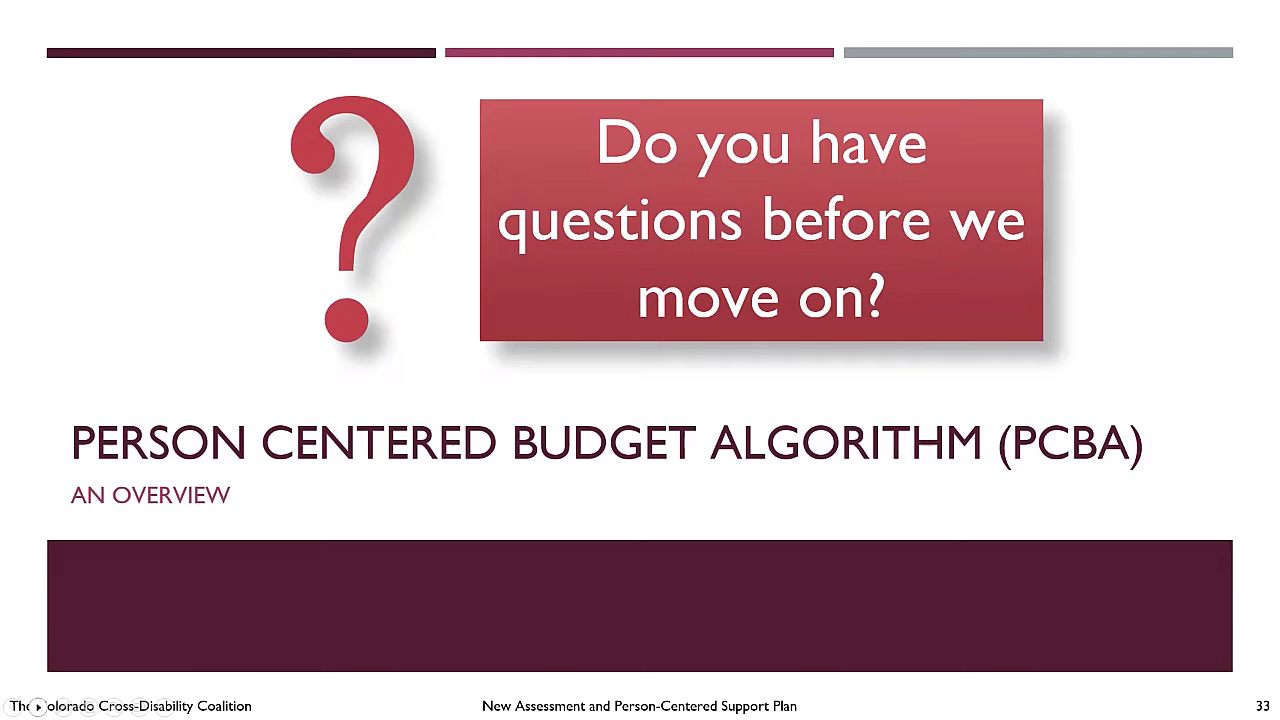 ?
Do you have
questions before we
move on?
PERSON CENTERED BUDGET ALGORITHM (PCBA)
AN OVERVIEW
The Colorado Cross-Disability Coalition
New Assessment and Person-Centered Support Plan
33